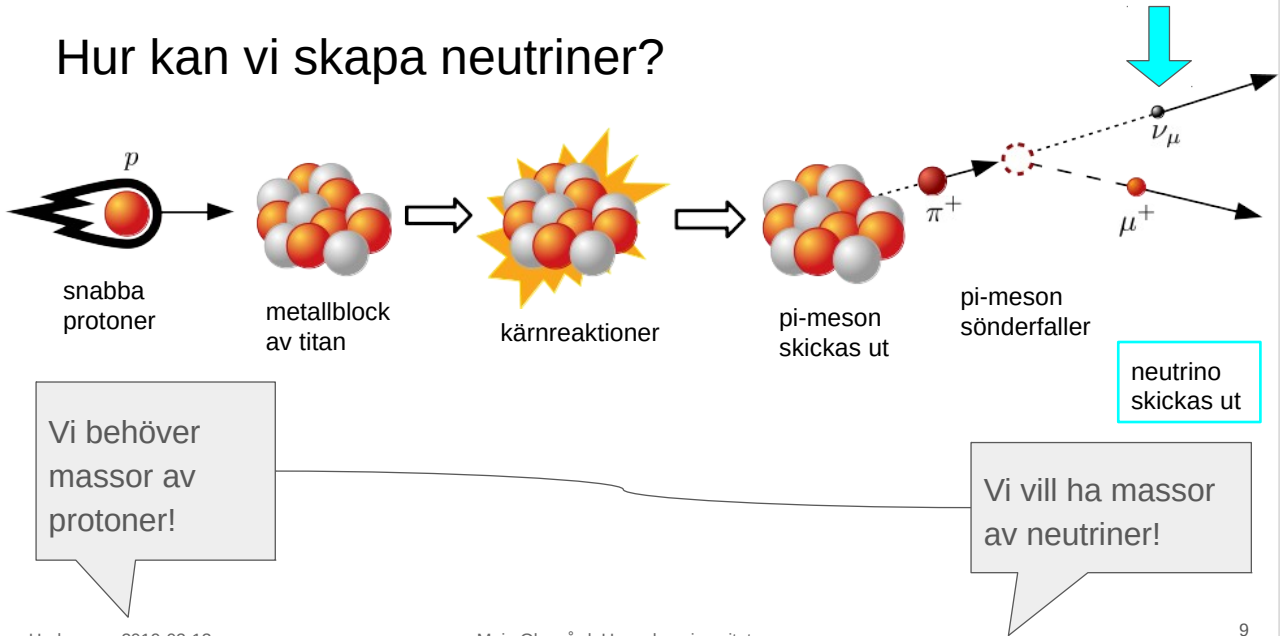 Hur kan vi skapa neutriner?
p
snabba
protoner
metallblock
av titan
kärnreaktioner
pi-meson
skickas ut
π+
pi-meson
sönderfaller
νμ
μ+
neutrino
skickas ut
Vi behöver
massor av
protoner!
Vi vill ha massor
av neutriner!
9